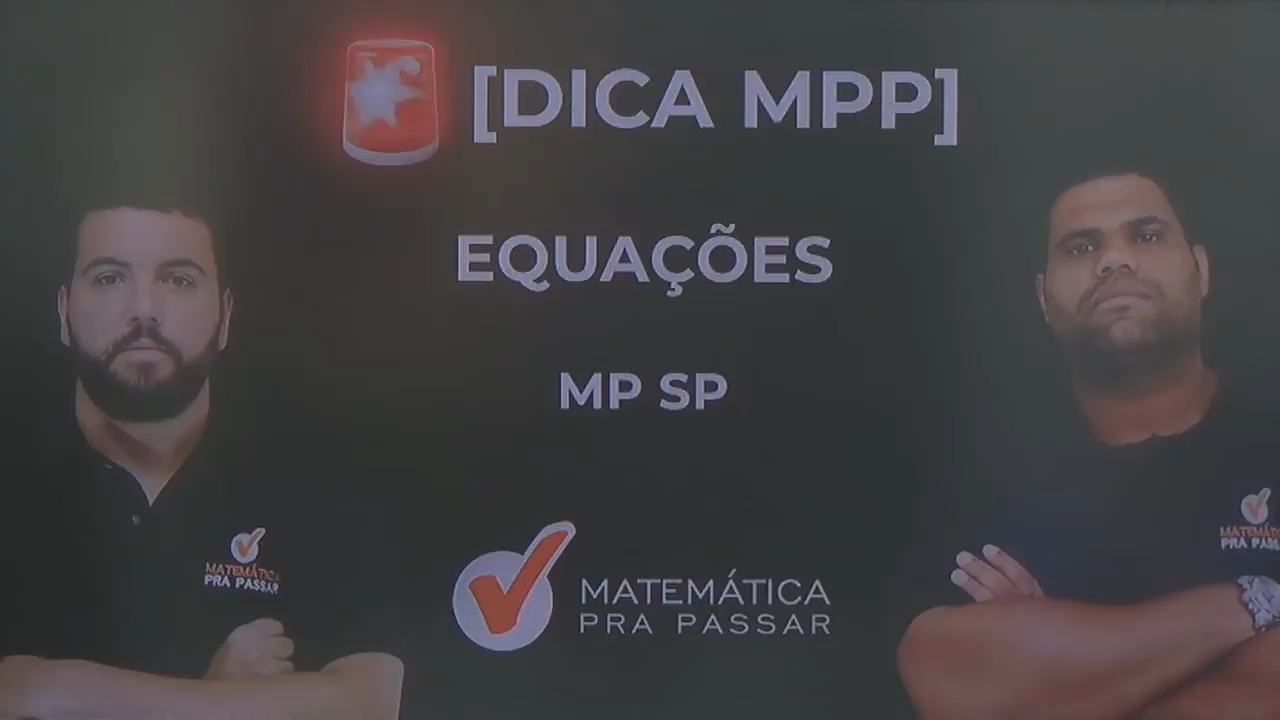 [DICA MPP]
EQUAÇÕES
MP SP
MATEMÁTICA
PRA PASSAR
MATEMÁTICA
PRA PASSAR
MATEMÁTICA
PRA PASSAR